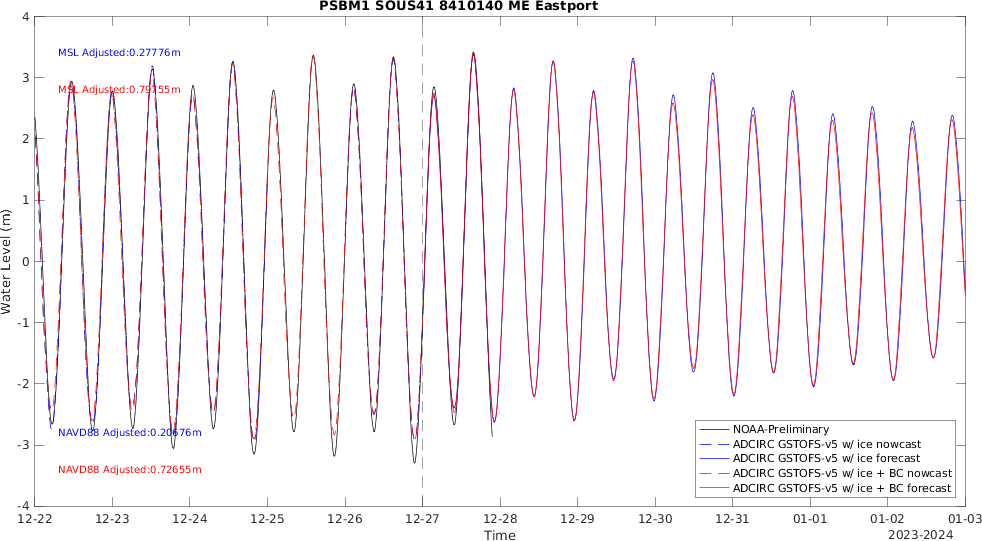 PSBM1 SOUS41 8410140 ME Eastport
4
3
2
1
0
-1
-2
-3
-4
Water Level (m)
MSL Adjusted:0.27776m
MSL Adjusted:0.79755m
NAVD88 Adjusted:0.20676m
NAVD88 Adjusted:0.72655m
NOAA-Preliminary
ADCIRC GSTOFS-v5 w/ ice nowcast
ADCIRC GSTOFS-v5 w/ ice forecast
ADCIRC GSTOFS-v5 w/ ice + BC nowcast
ADCIRC GSTOFS-v5 w/ ice + BC forecast
12-22 12-23 12-24 12-25 12-26 12-27 12-28 12-29 12-30 12-31 01-01 01-02 01-03
Time
2023-2024